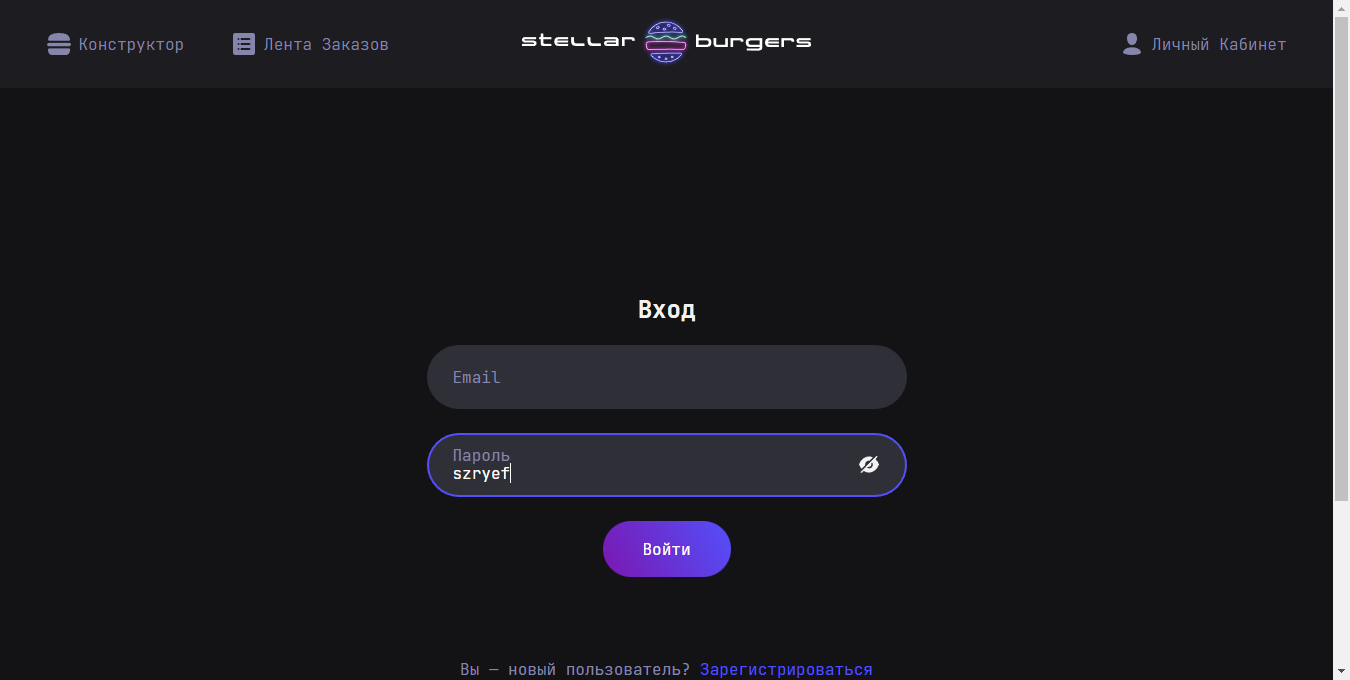 Конструктор
Лента Заказов
stellar burgers
Личный Кабинет
Вход
Email
Пароль
szryef
Войти
Вы — новый пользователь? Зарегистрироваться